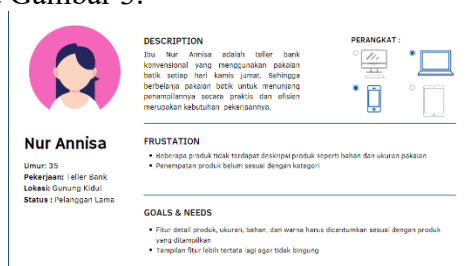 Gambar 3.
DESCRIPTION
Ibu Nur Annisa adalah teller bank
konvensional yang menggunakan pakaian
batik setiap hari kamis jumat. Sehingga
berbelanja pakaian batik untuk menunjang
penampilannya secara praktis dan efisien
merupakan kebutuhan pekerjaannya.
PERANGKAT :
Nur Annisa
Umur: 35
Pekerjaan: Teller Bank
Lokasi: Gunung Kidul
Status : Pelanggan Lama
FRUSTATION
• Beberapa produk tidak terdapat deskripsi produk seperti bahan dan ukuran pakaian
• Penempatan produk belum sesuai dengan kategori
GOALS & NEEDS
• Fitur detail produk, ukuran, bahan, dan warna harus dicantumkan sesuai dengan produk
yang ditampilkan
• Tampilan fitur lebih tertata lagi agar tidak bingung